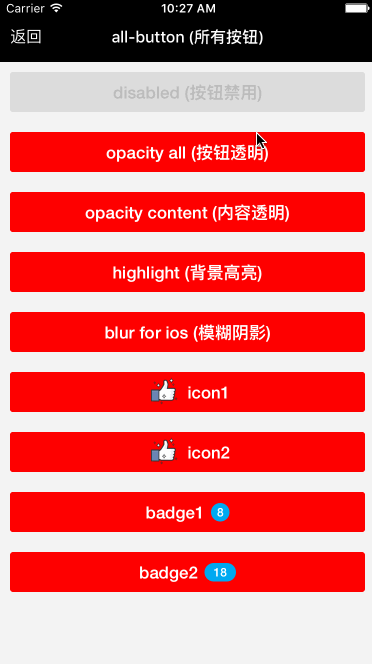 Carrier 10:27 AM
返回 all-button (所有按钮)
disabled (按钮禁用)
opacity all (按钮透明)
opacity content (内容透明)
highlight (背景高亮)
blur for ios (模糊阴影)
icon1
icon2
badge1 8
badge2 18